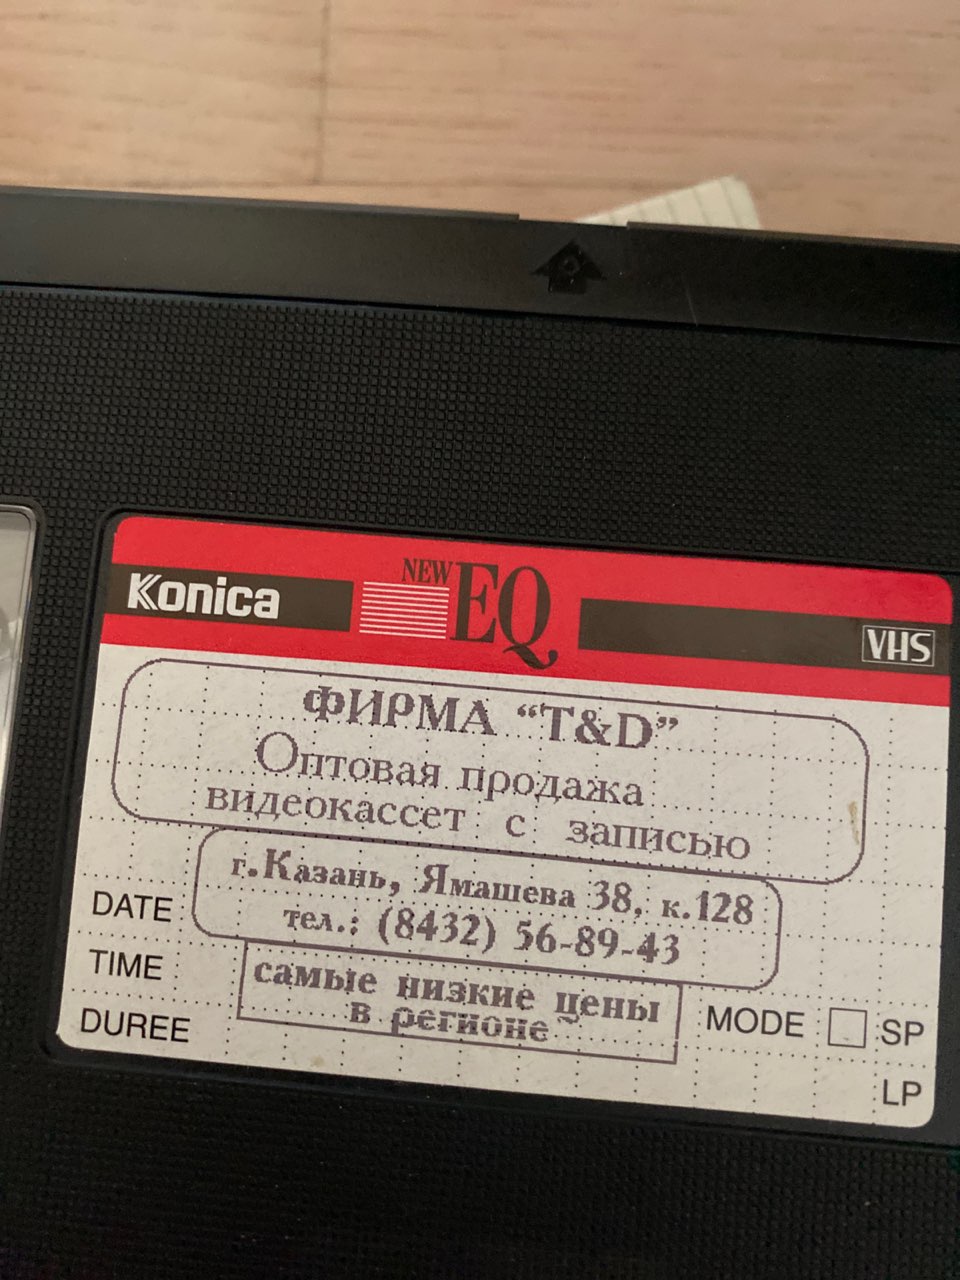 Konica NEW EQ VHS
ФИРМА “T&D”
Оптовая продажа
видеокассет с записью
г.Казань, Ямашева 38, к.128
тел.: (8432) 56-89-43
самые низкие цены
в регионе
DATE
TIME
DUREE
MODE SP
LP